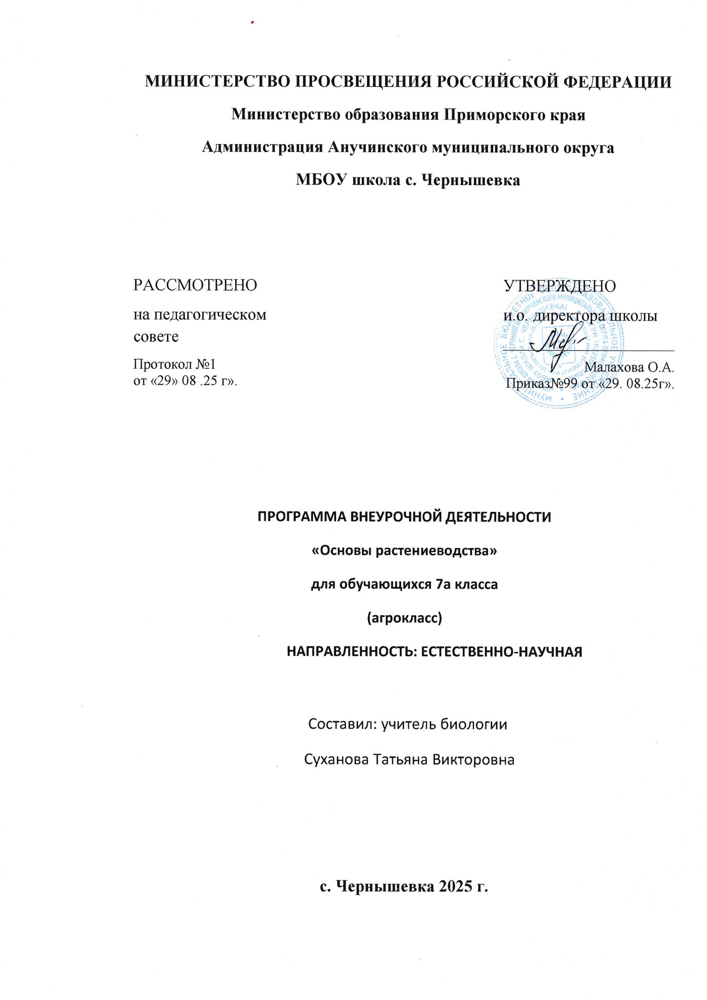 МИНИСТЕРСТВО ПРОСВЕЩЕНИЯ РОССИЙСКОЙ ФЕДЕРАЦИИ
Министерство образования Приморского края
Администрация Анучинского муниципального округа
МБОУ школа с. Чернышевка
РАССМОТРЕНО
на педагогическом
совете
Протокол №1
от «29» 08 .25 г».
УТВЕРЖДЕНО
и.о. директора школы
Малахова О.А.
Приказ№99 от «29. 08.25г».
ПРОГРАММА ВНЕУРОЧНОЙ ДЕЯТЕЛЬНОСТИ
«Основы растениеводства»
для обучающихся 7а класса
(агрокласс)
НАПРАВЛЕННОСТЬ: ЕСТЕСТВЕННО-НАУЧНАЯ
Составил: учитель биологии
Суханова Татьяна Викторовна
с. Чернышевка 2025 г.